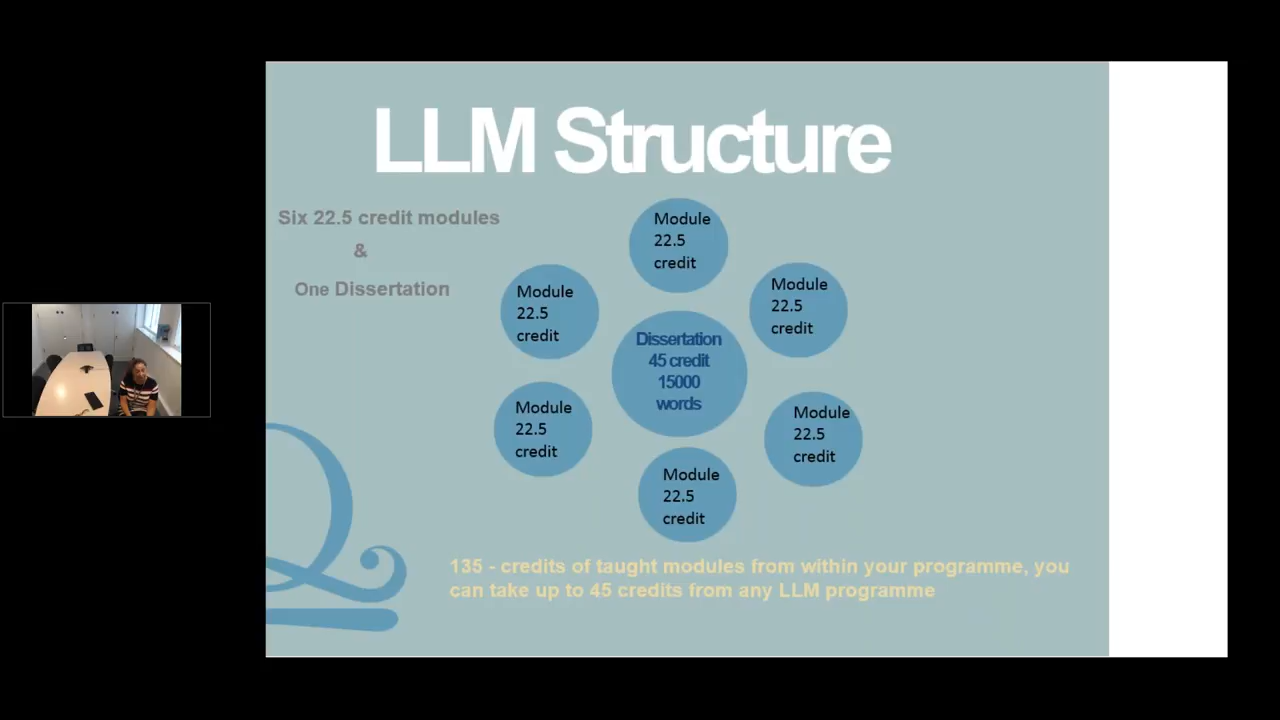 LLM Structure
Six 22.5 credit modules
&
One Dissertation
Module
22.5
credit
Module
22.5
credit
Module
22.5
credit
Dissertation
45 credit
15000
words
Module
22.5
credit
Module
22.5
credit
Module
22.5
credit
135 - credits of taught modules from within your programme, you
can take up to 45 credits from any LLM programme